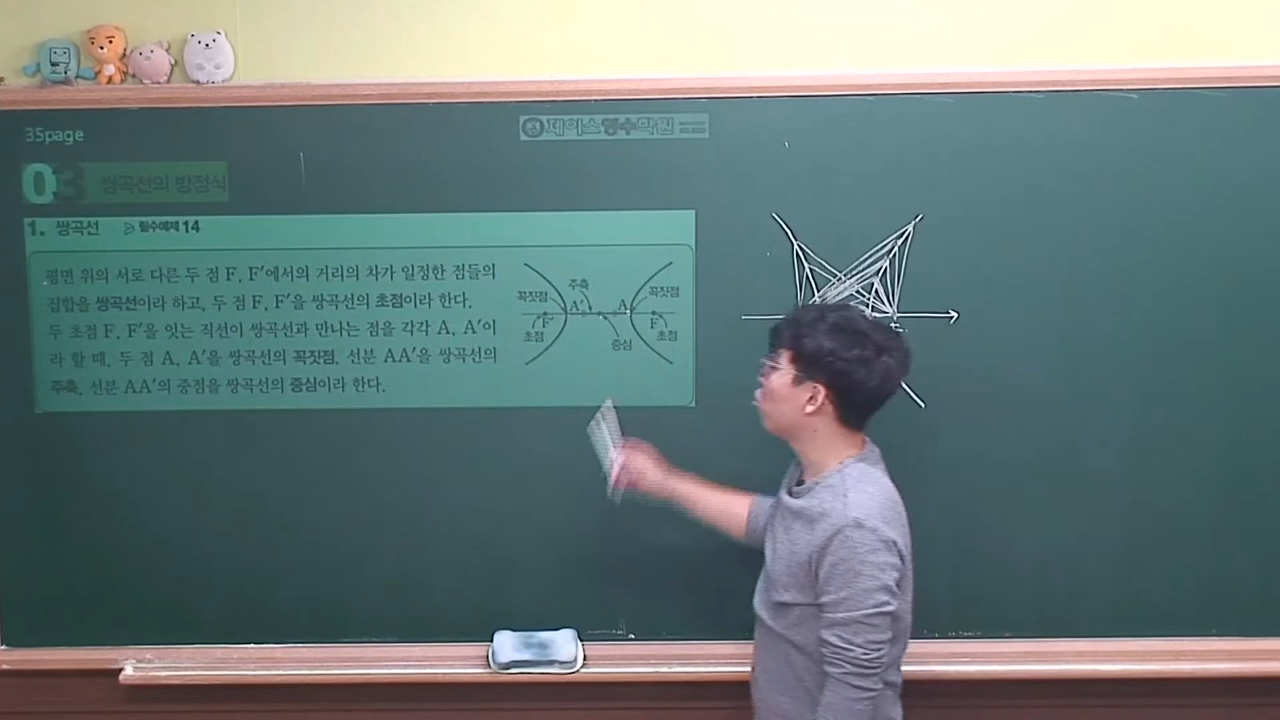 35page
제이스영수학원
03 쌍곡선의 방정식
1. 쌍곡선 ≫ 필수예제 14
평면 위의 서로 다른 두 점 F, F′에서의 거리의 차가 일정한 점들의
집합을 쌍곡선이라 하고, 두 점 F, F′을 쌍곡선의 초점이라 한다.
두 초점 F, F′을 잇는 직선이 쌍곡선과 만나는 점을 각각 A, A′이
라 할 때, 두 점 A, A′을 쌍곡선의 꼭짓점, 선분 AA′을 쌍곡선의
주축, 선분 AA′의 중점을 쌍곡선의 중심이라 한다.
주축
꼭짓점 꼭짓점
A′ A
F′ F
초점 중심 초점